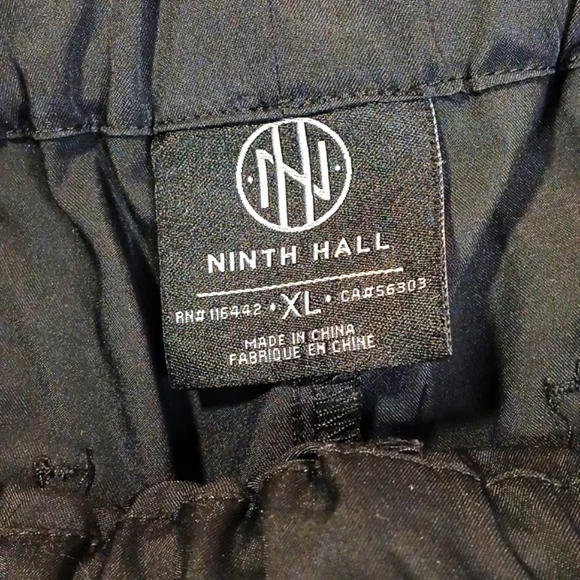 NINTH HALL
RN# 116442 • XL • CA#56303
MADE IN CHINA
FABRIQUE EN CHINE